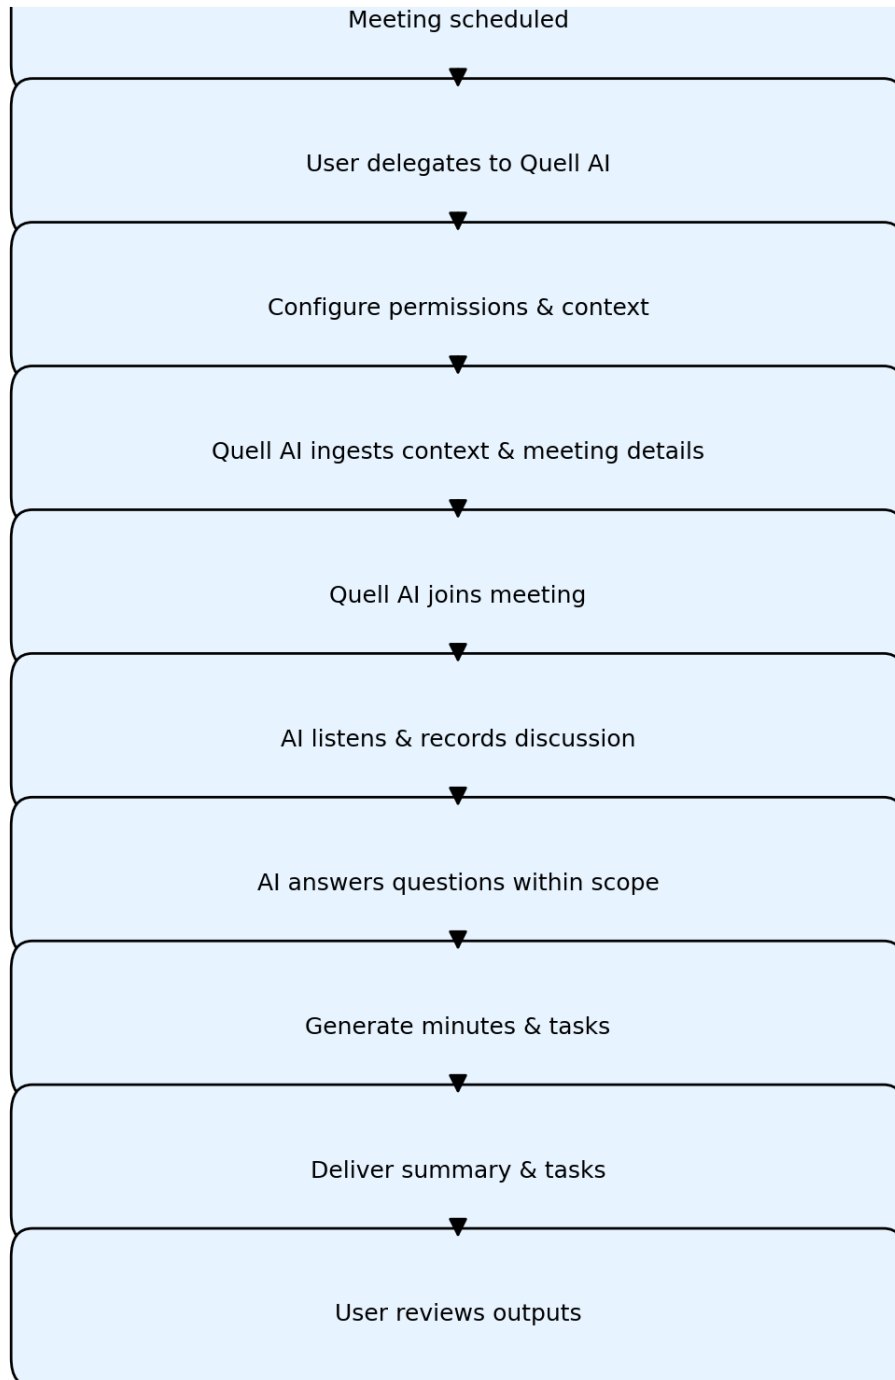 Meeting scheduled
User delegates to Quell AI
Configure permissions & context
Quell AI ingests context & meeting details
Quell AI joins meeting
AI listens & records discussion
AI answers questions within scope
Generate minutes & tasks
Deliver summary & tasks
User reviews outputs